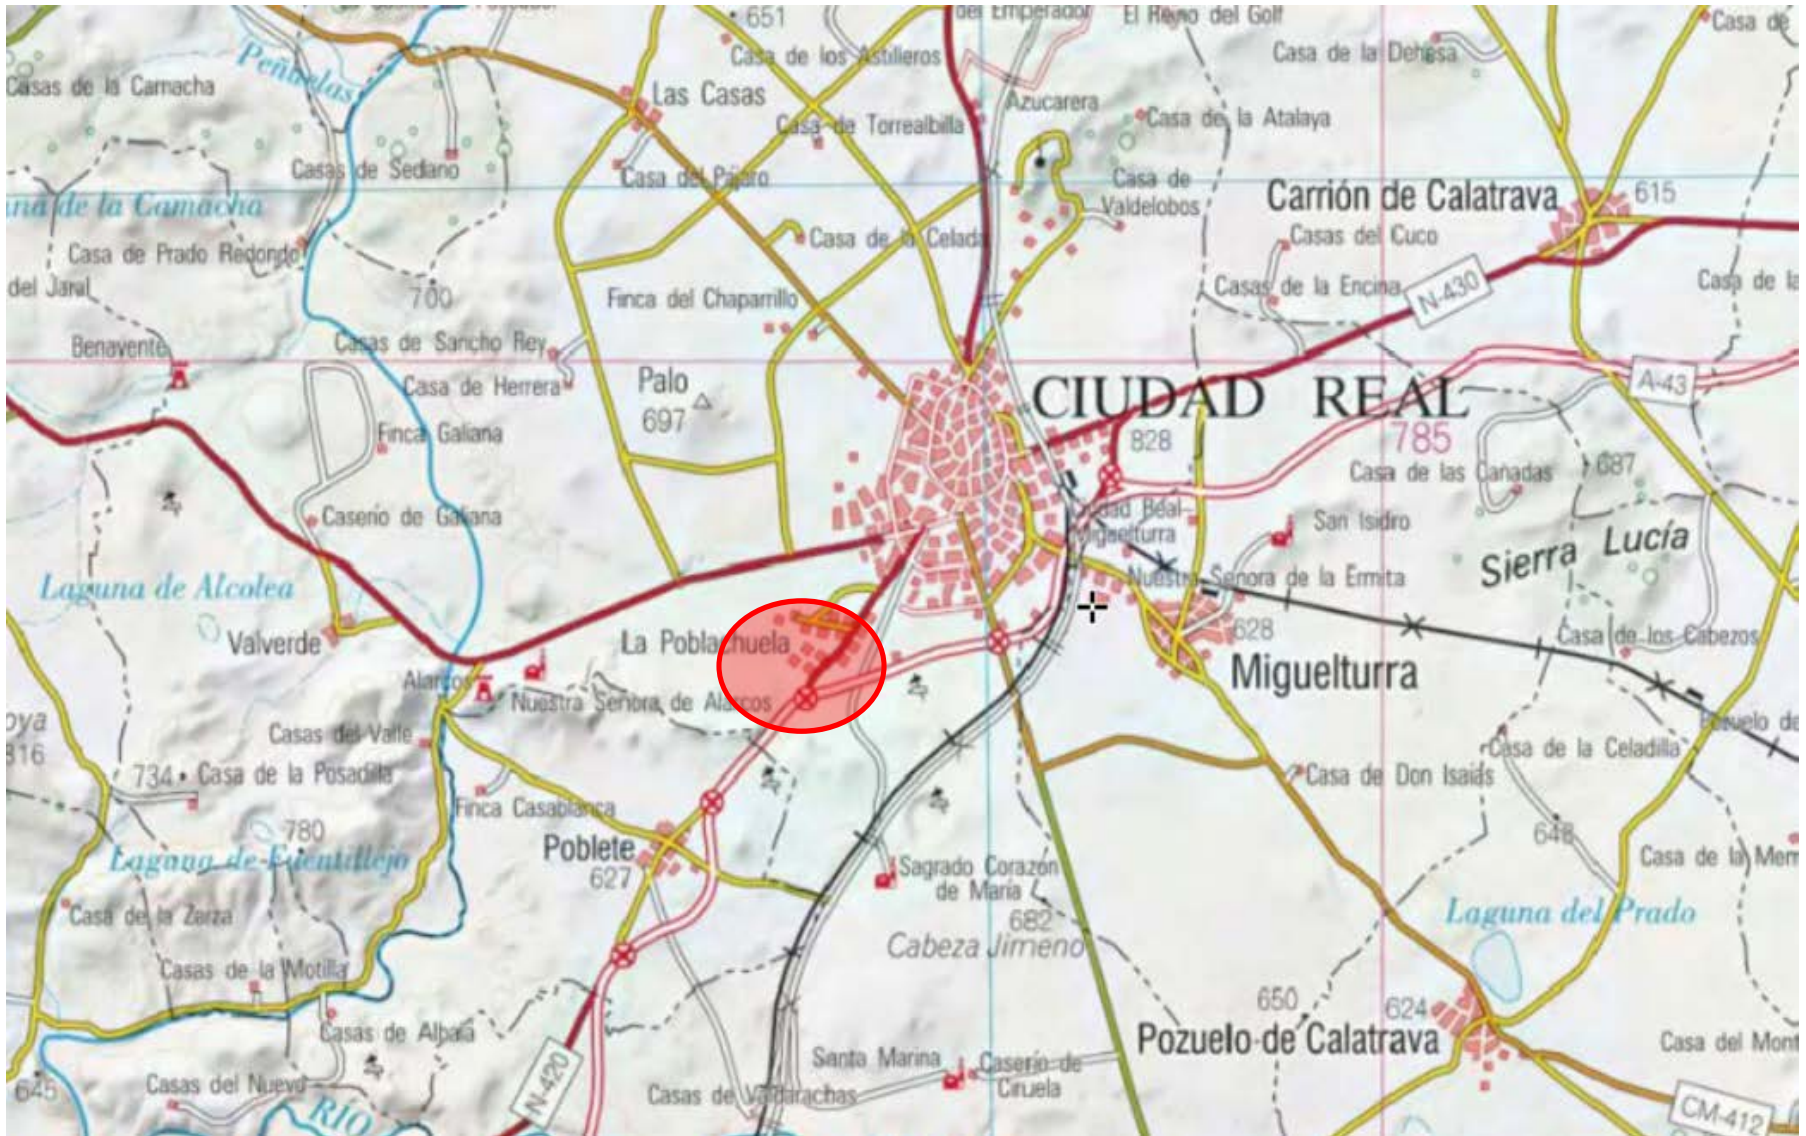 651
del Emperador
El Reino del Golf
Casa de
Peñuelas
Casas de la Camacha
Las Casas
Casa de los Astilleros
Casa de la Dehesa
Azucarera
Casa de la Atalaya
Casa de Torrealbilla
Casas de Sediano
Casa del Pájaro
Casa de
Valdelobos
Carrión de Calatrava
615
de la Camacha
Casa de Prado Redondo
Casa de la Celada
Casas del Cuco
del Jaral
700
Finca del Chaparrillo
Casas de la Encina
N-430
Casa de la
Benavente
Casas de Sancho Rey
Casa de Herrera
Palo
697
CIUDAD REAL
785
A-43
Finca Galiana
828
Casa de las Cañadas
687
Caserío de Galiana
Ciudad Real-
Miguelturra
San Isidro
Sierra Lucía
Laguna de Alcolea
Nuestra Señora de la Ermita
Valverde
La Poblachuela
628
Casa de los Cabezos
Alarcos
Nuestra Señora de Alarcos
Miguelturra
Casas del Valle
816
734
Casa de la Posadilla
Pozuelo de
Casa de la Celadilla
Casa de Don Isaías
Finca Casablanca
780
Laguna de Fuentillejo
Poblete
627
648
Sagrado Corazón
de María
Casa de la Mem
Casa de la Zarza
682
Cabeza Jimeno
Laguna del Prado
Casas de la Motilla
650
624
Casas de Albalá
Pozuelo de Calatrava
Casa del Mont
645
Casas del Nuevo
N-420
Santa Marina
Caserío de
Ciruela
Casas de Valdarachas
RÍO
CM-412